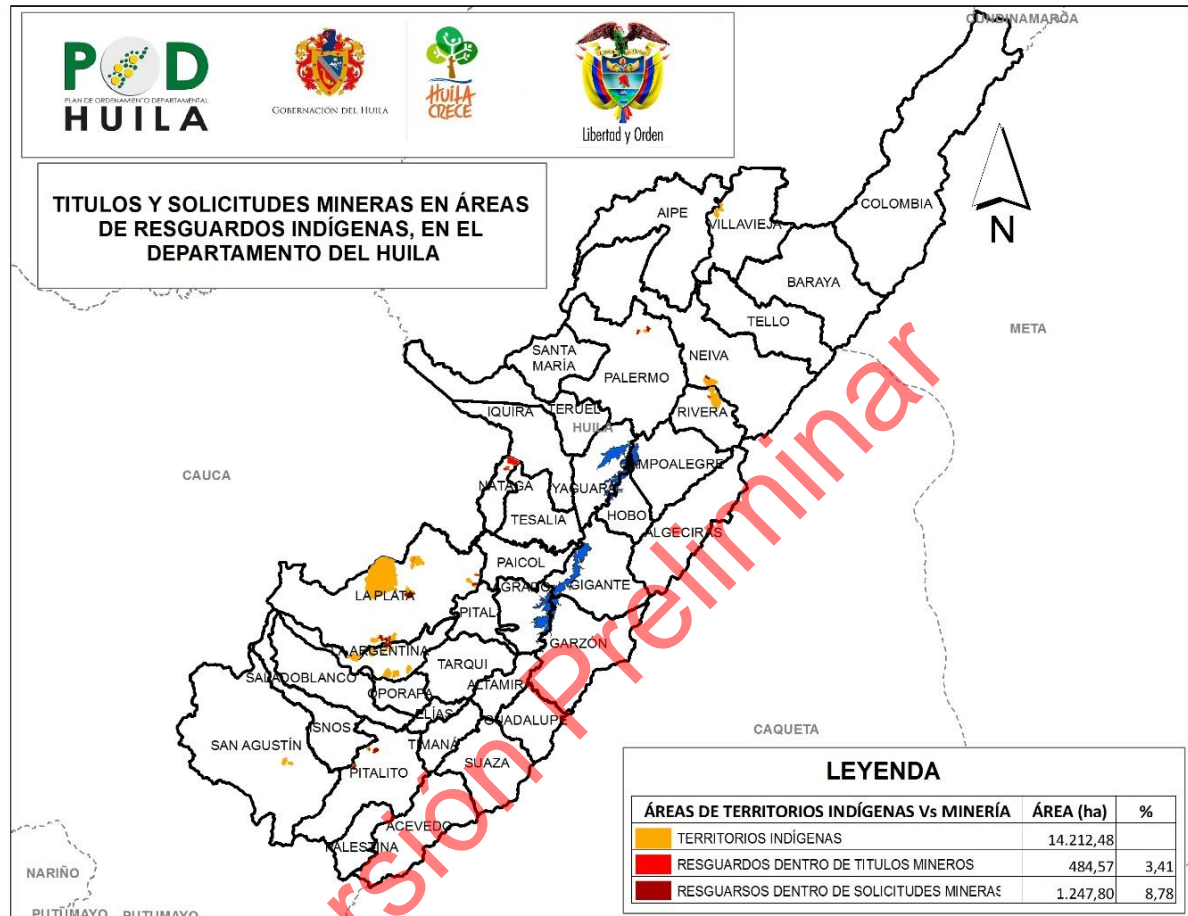 POD
PLAN DE ORDENAMIENTO DEPARTAMENTAL
HUILA
GOBERNACIÓN DEL HUILA
HUILA
CRECE
Libertad y Orden
TITULOS Y SOLICITUDES MINERAS EN ÁREAS
DE RESGUARDOS INDÍGENAS, EN EL
DEPARTAMENTO DEL HUILA
CUNDINAMARCA
N
COLOMBIA
AIPE
VILLAVIEJA
BARAYA
TELLO
META
NEIVA
SANTA
MARÍA
PALERMO
RIVERA
IQUIRA
TERUEL
HUILA
CAUCA
CAMPOALEGRE
NATAGA
YAGUARA
HOBO
TESALIA
ALGECIRAS
PAICOL
AGRADO
GIGANTE
LA PLATA
PITAL
GARZÓN
A ARGENTINA
TARQUI
SALADOBLANCO
OPORAPA
ALTAMIR
ELÍAS
GUADALUPE
ISNOS
TIMANÁ
SAN AGUSTÍN
PITALITO
SUAZA
CAQUETA
ACEVEDO
PALESTINA
NARIÑO
PUTUMAYO PUTUMAYO
Versión Preliminar
LEYENDA
ÁREAS DE TERRITORIOS INDÍGENAS Vs MINERÍA ÁREA (ha) %
TERRITORIOS INDÍGENAS 14.212,48
RESGUARDOS DENTRO DE TITULOS MINEROS 484,57 3,41
RESGUARSOS DENTRO DE SOLICITUDES MINERAS 1.247,80 8,78